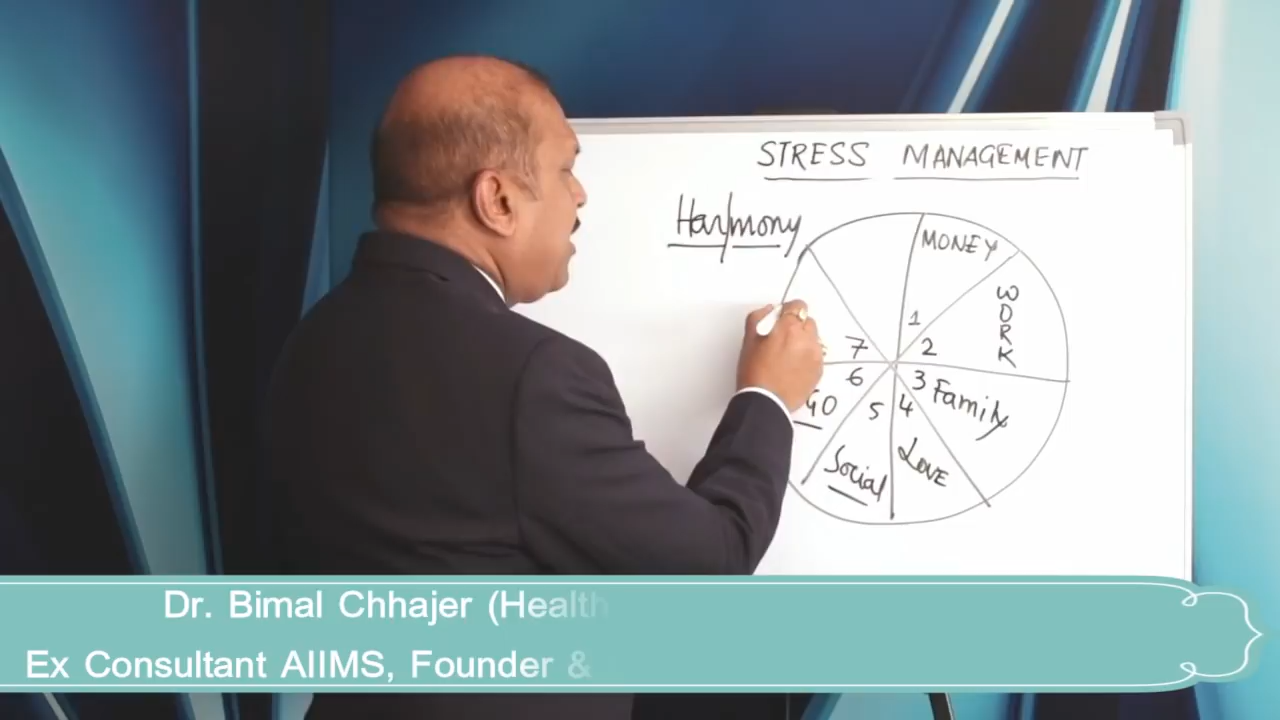 STRESS MANAGEMENT
Harmony
MONEY
WORK
1
2
7
6
3 Family
5
4
GO
Social
Love
Dr. Bimal Chhajer (Health
Ex Consultant AIIMS, Founder &